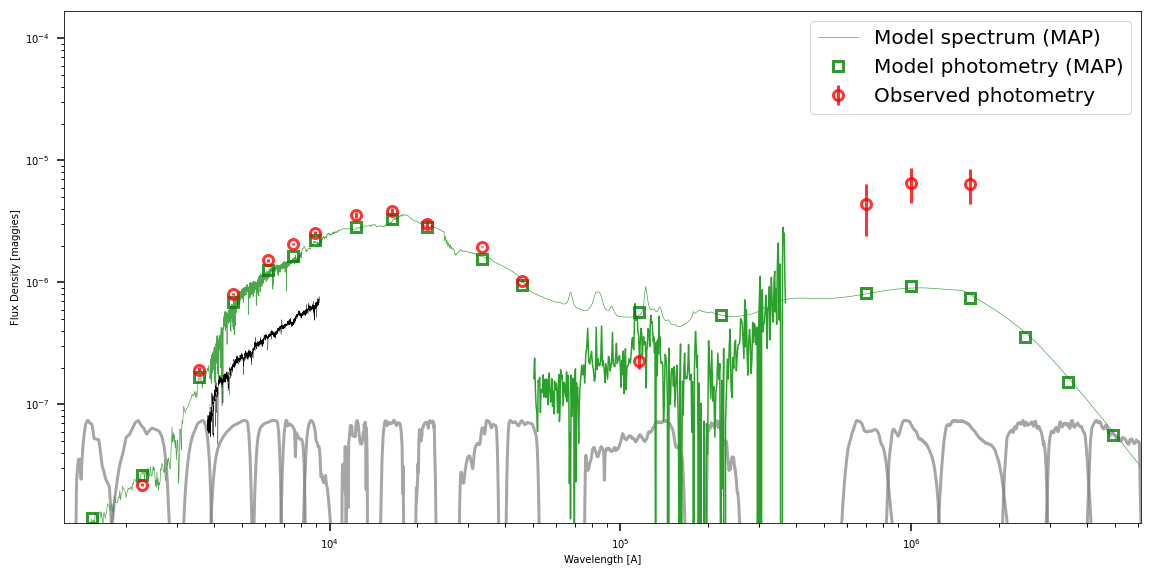 Model spectrum (MAP)
Model photometry (MAP)
Observed photometry
Flux Density [maggies]
10⁻⁴
10⁻⁵
10⁻⁶
10⁻⁷
10⁴
10⁵
10⁶
Wavelength [A]